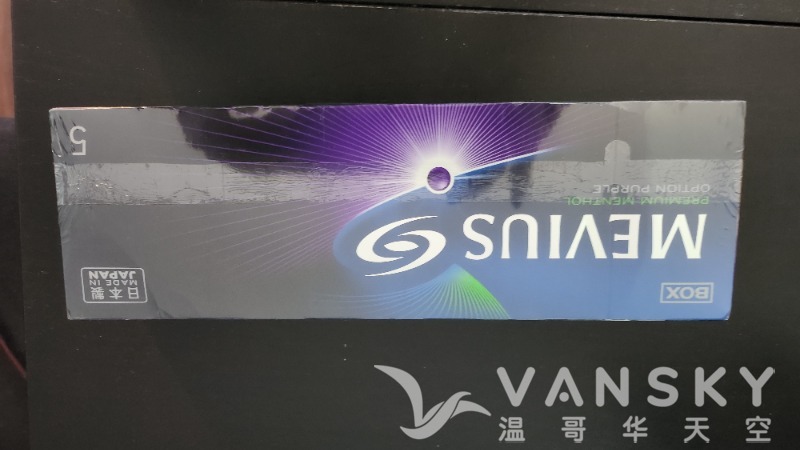 BOX
日本製
MADE IN
JAPAN
MEVIUS
PREMIUM MENTHOL
OPTION PURPLE
5
VANSKY
温哥华天空